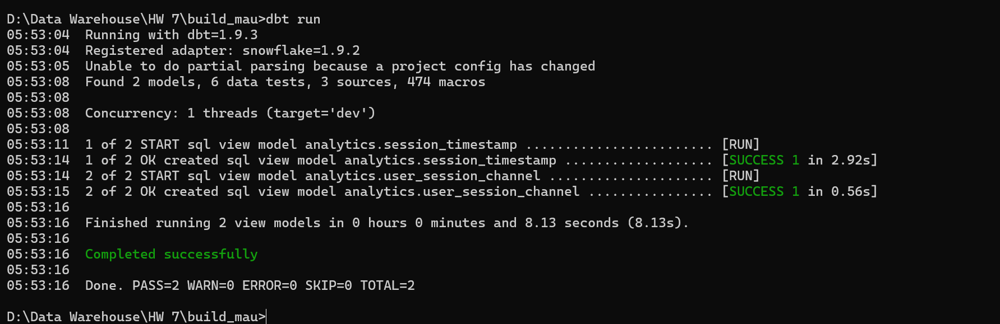 D:\Data Warehouse\HW 7\build_mau>dbt run
05:53:04  Running with dbt=1.9.3
05:53:04  Registered adapter: snowflake=1.9.2
05:53:05  Unable to do partial parsing because a project config has changed
05:53:08  Found 2 models, 6 data tests, 3 sources, 474 macros
05:53:08
05:53:08  Concurrency: 1 threads (target='dev')
05:53:08
05:53:11  1 of 2 START sql view model analytics.session_timestamp ........................ [RUN]
05:53:14  1 of 2 OK created sql view model analytics.session_timestamp ................... [SUCCESS 1 in 2.92s]
05:53:14  2 of 2 START sql view model analytics.user_session_channel ..................... [RUN]
05:53:15  2 of 2 OK created sql view model analytics.user_session_channel ................ [SUCCESS 1 in 0.56s]
05:53:16
05:53:16  Finished running 2 view models in 0 hours 0 minutes and 8.13 seconds (8.13s).
05:53:16
05:53:16  Completed successfully
05:53:16
05:53:16  Done. PASS=2 WARN=0 ERROR=0 SKIP=0 TOTAL=2
D:\Data Warehouse\HW 7\build_mau>